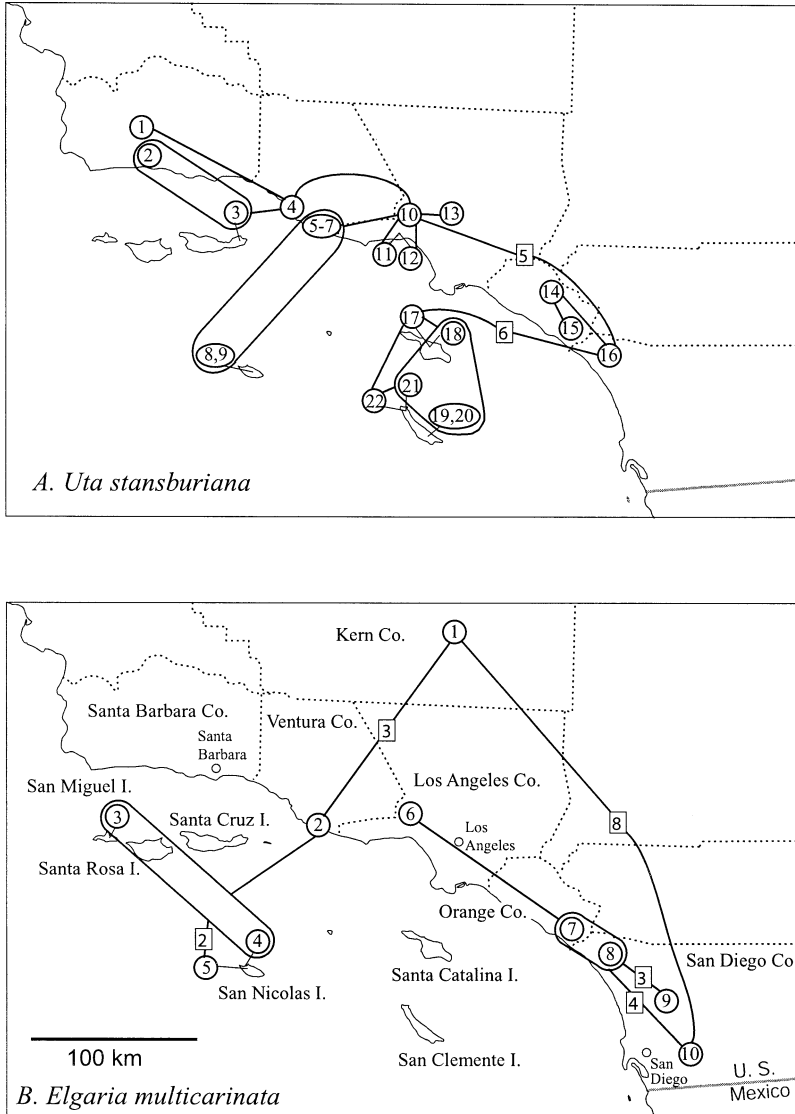 1
2
3
4
5-7
10
13
11
12
5
14
15
16
17
18
6
8,9
21
22
19,20
A. Uta stansburiana
1
Kern Co.
Santa Barbara Co.
Ventura Co.
3
Santa
Barbara
San Miguel I.
Los Angeles Co.
3
Santa Cruz I.
2
6
8
Los
Angeles
Santa Rosa I.
Orange Co.
7
2
4
8
San Diego Co
5
Santa Catalina I.
3
San Nicolas I.
4
9
100 km
San Clemente I.
10
San
Diego
U. S.
Mexico
B. Elgaria multicarinata